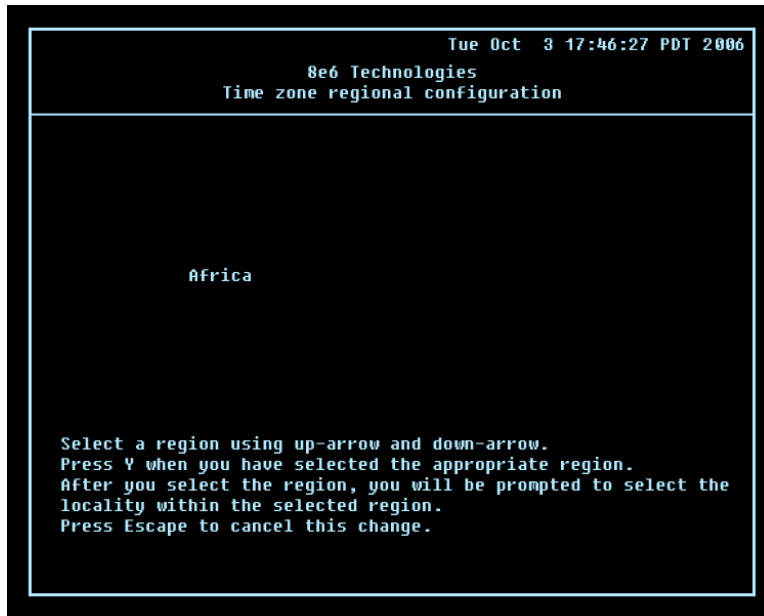 Tue Oct  3 17:46:27 PDT 2006
8e6 Technologies
Time zone regional configuration
Africa
Select a region using up-arrow and down-arrow.
Press Y when you have selected the appropriate region.
After you select the region, you will be prompted to select the
locality within the selected region.
Press Escape to cancel this change.